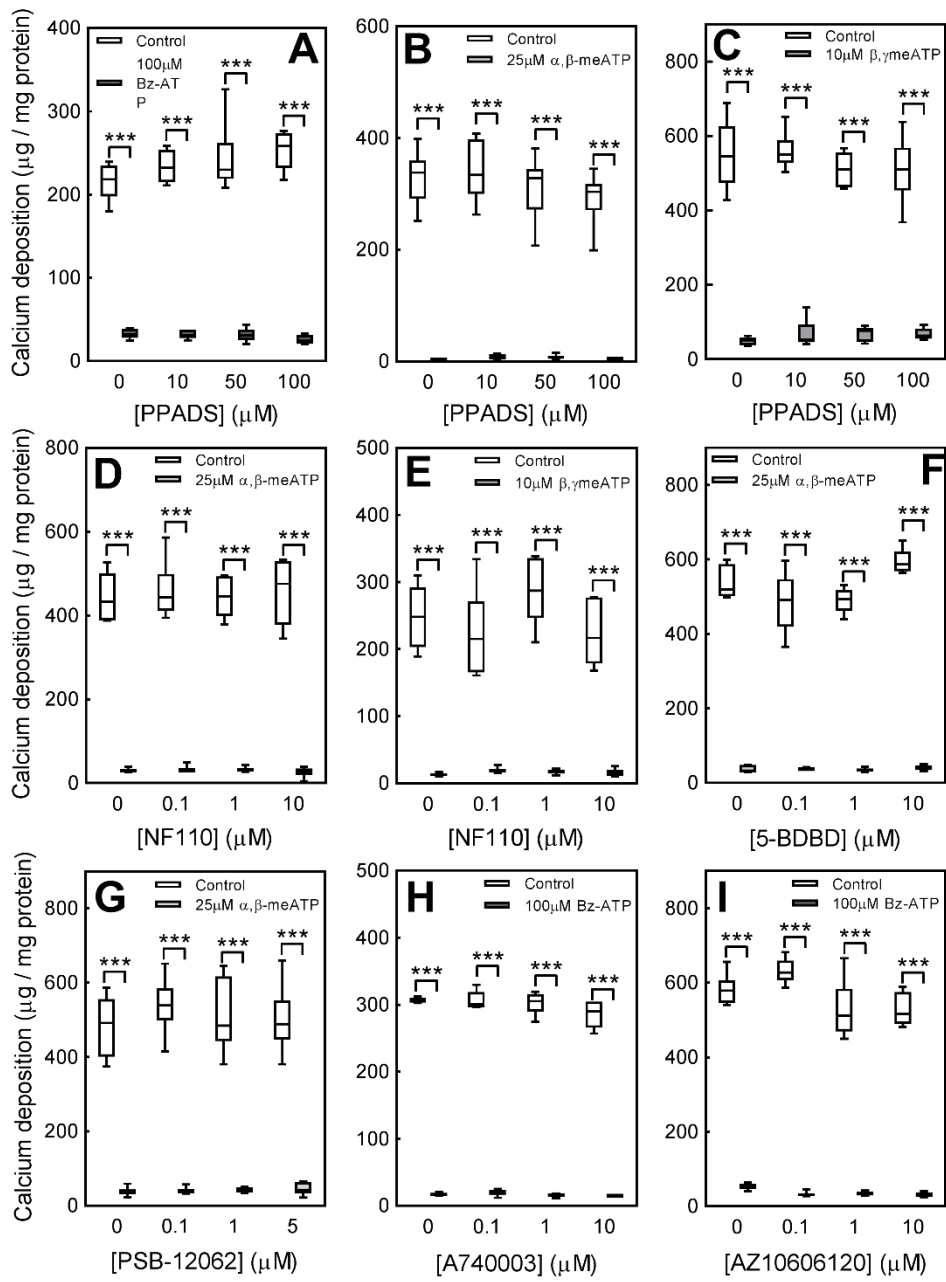 A
Control
100µM
Bz-AT
P
***
***
***
***
400
300
200
100
0
0 10 50 100
[PPADS] (µM)
Calcium deposition (µg / mg protein)
B
Control
25µM α,β-meATP
***
***
***
***
600
400
200
0
0 10 50 100
[PPADS] (µM)
C
Control
10µM β,γmeATP
***
***
***
***
800
600
400
200
0
0 10 50 100
[PPADS] (µM)
D
Control
25µM α,β-meATP
***
***
***
***
800
600
400
200
0
0 0.1 1 10
[NF110] (µM)
Calcium deposition (µg / mg protein)
E
Control
10µM β,γmeATP
***
***
***
***
500
400
300
200
100
0
0 0.1 1 10
[NF110] (µM)
F
Control
25µM α,β-meATP
***
***
***
***
800
600
400
200
0
0 0.1 1 10
[5-BDBD] (µM)
G
Control
25µM α,β-meATP
***
***
***
***
800
600
400
200
0
0 0.1 1 5
[PSB-12062] (µM)
Calcium deposition (µg / mg protein)
H
Control
100µM Bz-ATP
***
***
***
***
500
400
300
200
100
0
0 0.1 1 10
[A740003] (µM)
I
Control
100µM Bz-ATP
***
***
***
***
800
600
400
200
0
0 0.1 1 10
[AZ10606120] (µM)